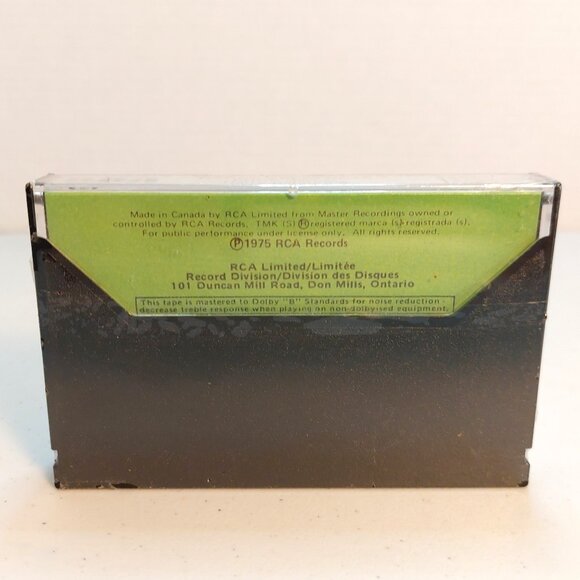 Made in Canada by RCA Limited from Master Recordings owned or
controlled by RCA Records. TMK (S) ®registered marca (s) registrada (s).
For public performance under license only. All rights reserved.
Ⓟ1975 RCA Records
RCA Limited/Limitée
Record Division/Division des Disques
101 Duncan Mill Road, Don Mills, Ontario
This tape is mastered to Dolby "B" Standards for noise reduction -
decrease treble response when playing on non-dolbyised equipment.